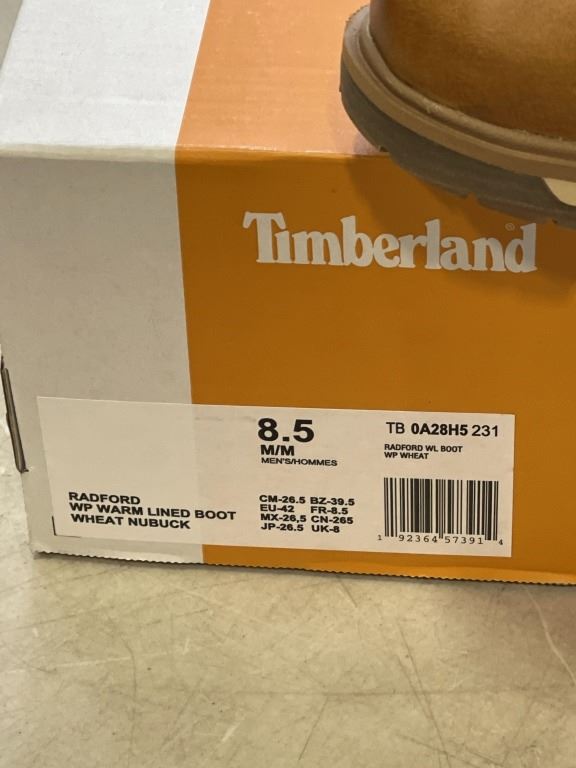 Timberland®
8.5
M/M
MEN'S/HOMMES
TB 0A28H5 231
RADFORD WL BOOT
WP WHEAT
RADFORD
WP WARM LINED BOOT
WHEAT NUBUCK
CM-26.5 BZ-39.5
EU-42 FR-8.5
MX-26,5 CN-265
JP-26.5 UK-8
1 92364 57391 4